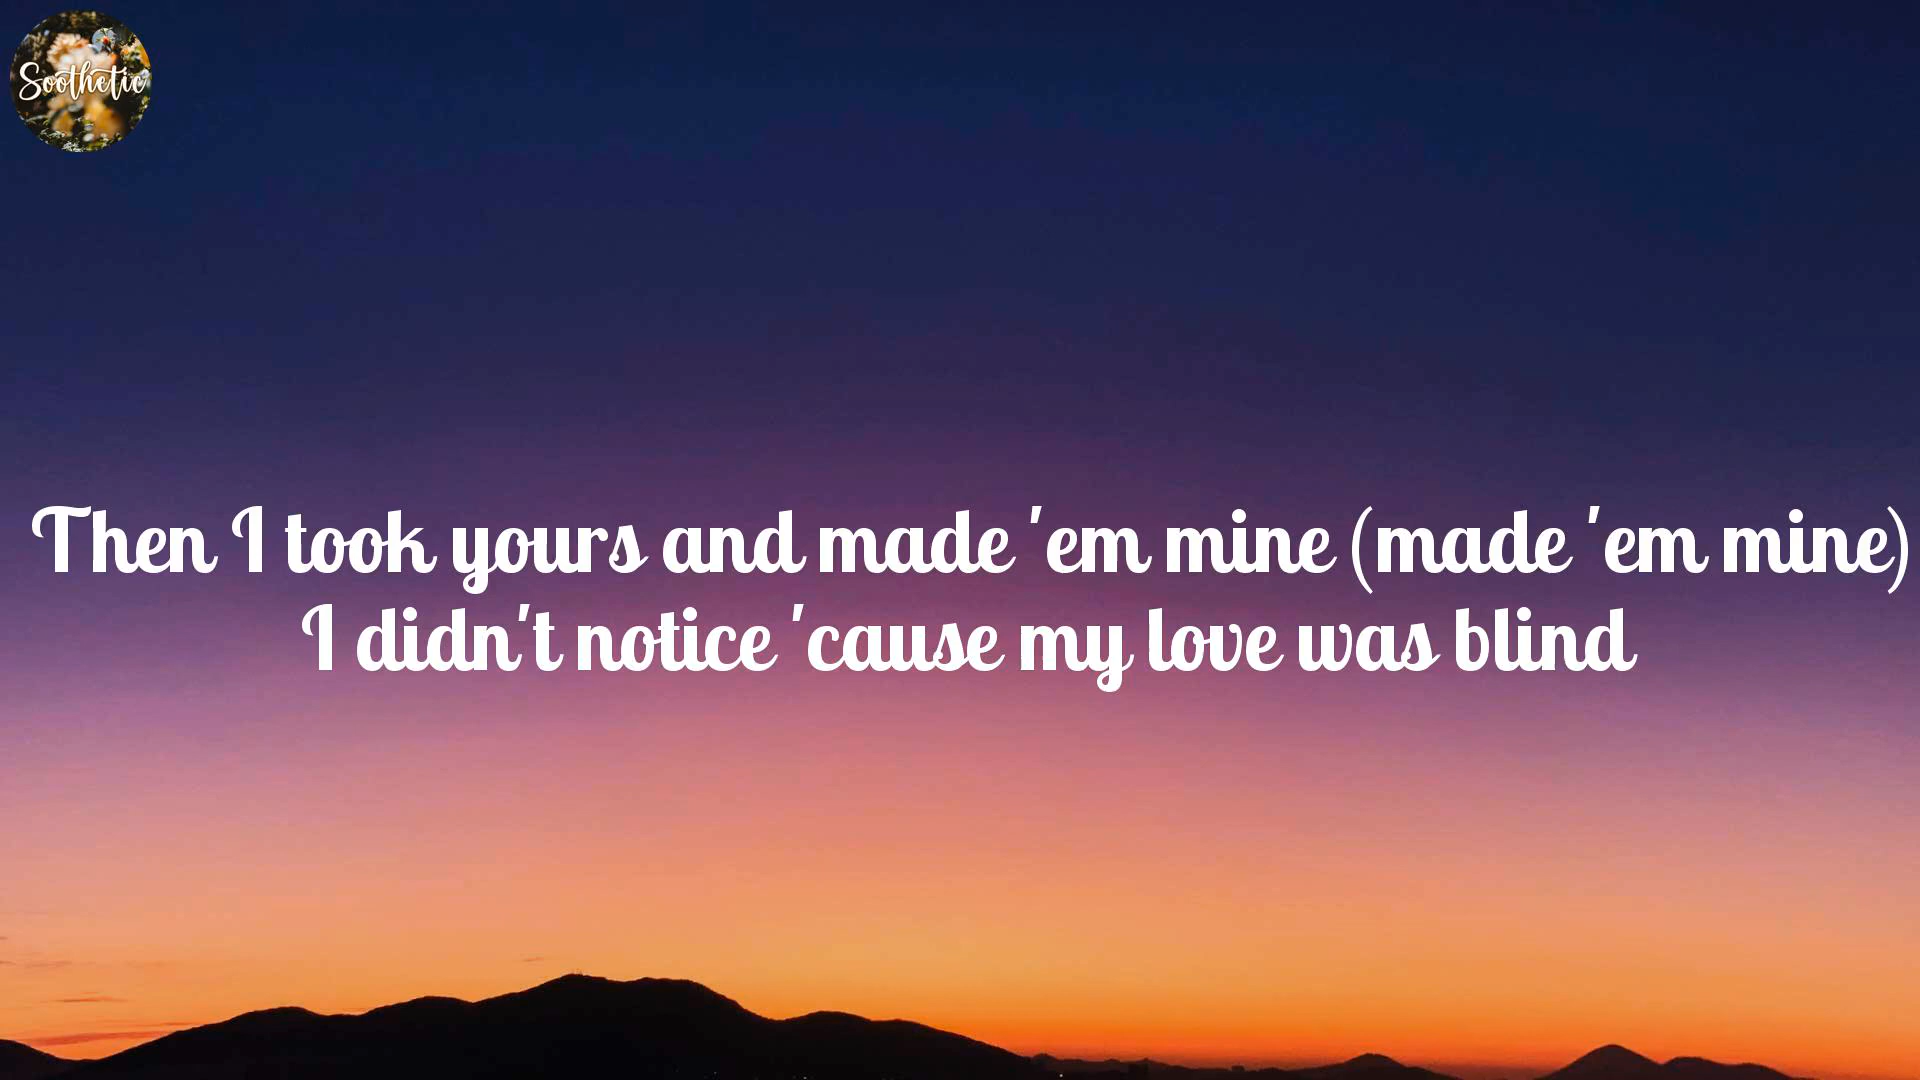 Soothetic
Then I took yours and made 'em mine (made 'em mine)
I didn't notice 'cause my love was blind